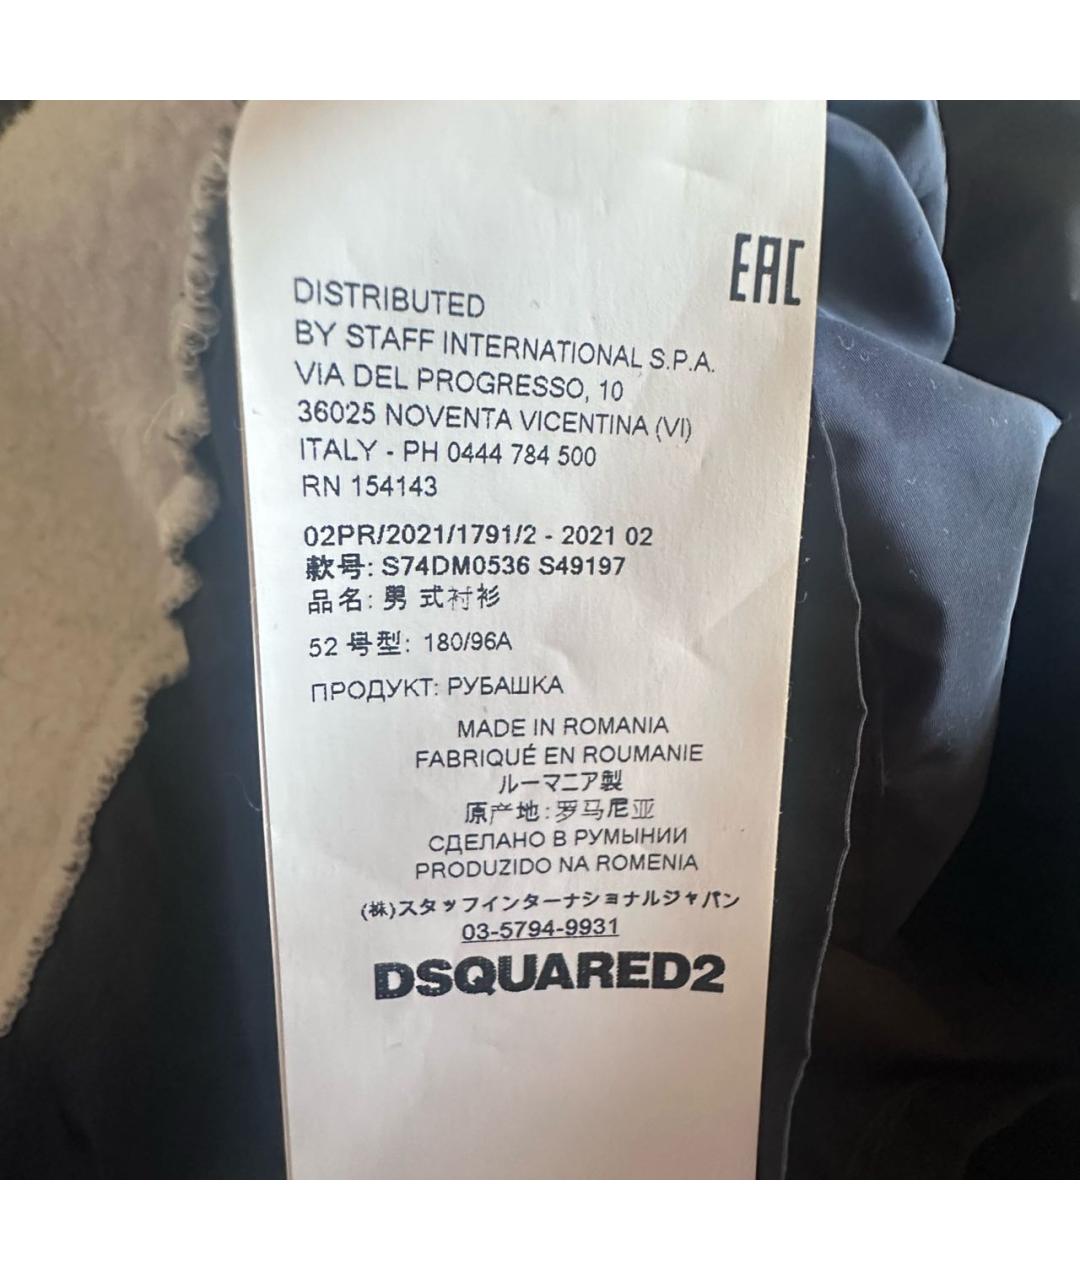 EAC
DISTRIBUTED
BY STAFF INTERNATIONAL S.P.A.
VIA DEL PROGRESSO, 10
36025 NOVENTA VICENTINA (VI)
ITALY - PH 0444 784 500
RN 154143
02PR/2021/1791/2 - 2021 02
款号: S74DM0536 S49197
品名: 男 式衬衫
52 号型: 180/96A
ПРОДУКТ: РУБАШКА
MADE IN ROMANIA
FABRIQUÉ EN ROUMANIE
ルーマニア製
原产地:罗马尼亚
СДЕЛАНО В РУМЫНИИ
PRODUZIDO NA ROMENIA
(株)スタッフインターナショナルジャパン
03-5794-9931
DSQUARED2